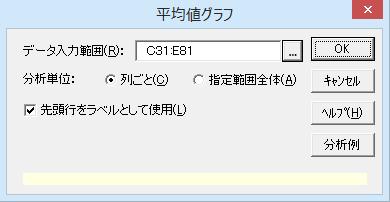 平均値グラフ
データ入力範囲(R): C31:E81 ... OK
分析単位: 列ごと(C) 指定範囲全体(A) ｷｬﾝｾﾙ
先頭行をラベルとして使用(L) ﾍﾙﾌﾟ(H)
分析例